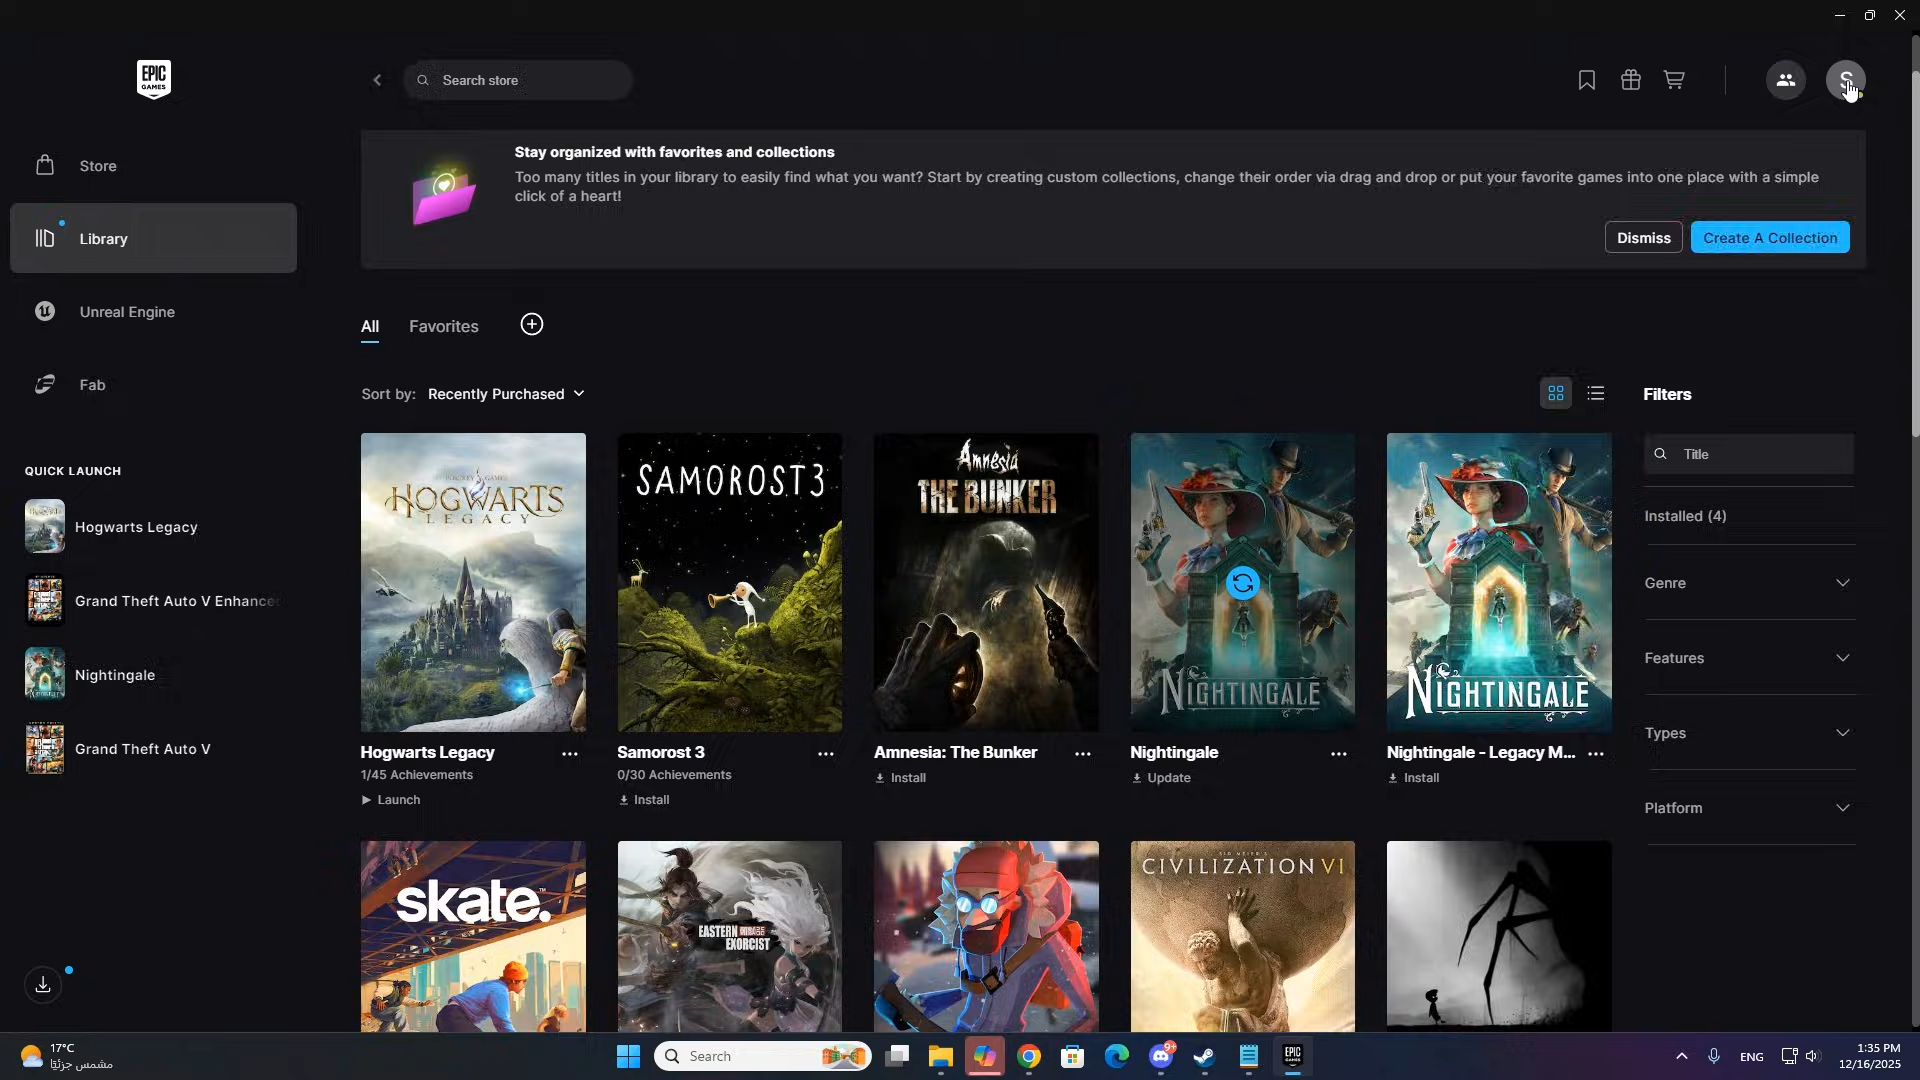 EPIC
GAMES
Search store
S
Store
Library
Unreal Engine
Fab
QUICK LAUNCH
Hogwarts Legacy
Grand Theft Auto V Enhance
Nightingale
Grand Theft Auto V
Stay organized with favorites and collections
Too many titles in your library to easily find what you want? Start by creating custom collections, change their order via drag and drop or put your favorite games into one place with a simple
click of a heart!
Dismiss
Create A Collection
All
Favorites
Sort by: Recently Purchased
HOGWARTS
LEGACY
SAMOROST3
Amnesia
THE BUNKER
NIGHTINGALE
NIGHTINGALE
Hogwarts Legacy ...
1/45 Achievements
Launch
Samorost 3 ...
0/30 Achievements
Install
Amnesia: The Bunker ...
Install
Nightingale ...
Update
Nightingale - Legacy M... ...
Install
skate.
EASTERN
EXORCIST
SID MEIER'S
CIVILIZATION VI
Filters
Title
Installed (4)
Genre
Features
Types
Platform
17°C
مشمس جزئيًا
Search
9+
EPIC
GAMES
ENG
1:35 PM
12/16/2025